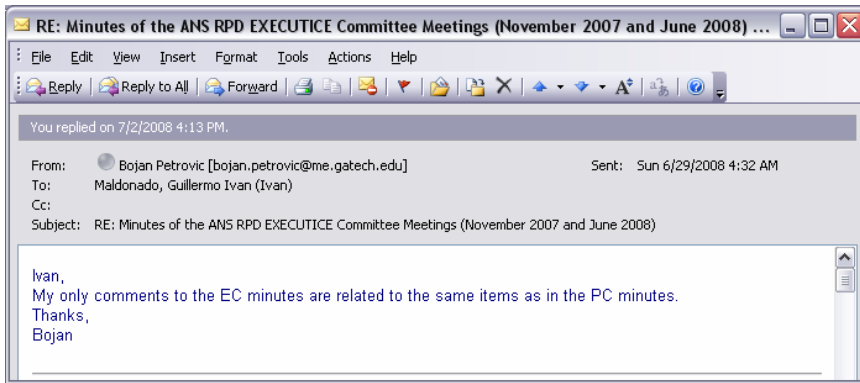 RE: Minutes of the ANS RPD EXECUTICE Committee Meetings (November 2007 and June 2008) ...
File Edit View Insert Format Tools Actions Help
Reply Reply to All Forward
You replied on 7/2/2008 4:13 PM.
From: Bojan Petrovic [bojan.petrovic@me.gatech.edu] Sent: Sun 6/29/2008 4:32 AM
To: Maldonado, Guillermo Ivan (Ivan)
Cc:
Subject: RE: Minutes of the ANS RPD EXECUTICE Committee Meetings (November 2007 and June 2008)
Ivan,
My only comments to the EC minutes are related to the same items as in the PC minutes.
Thanks,
Bojan